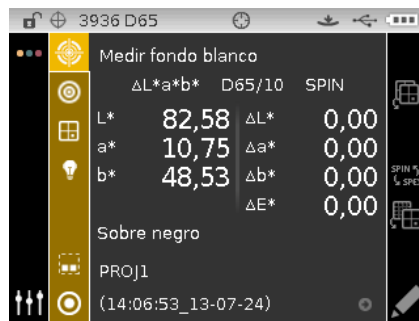 3936 D65
Medir fondo blanco
ΔL*a*b* D65/10 SPIN
L* 82,58 ΔL* 0,00
a* 10,75 Δa* 0,00
b* 48,53 Δb* 0,00
ΔE* 0,00
SPIN
Sobre negro
PROJ1
(14:06:53_13-07-24)